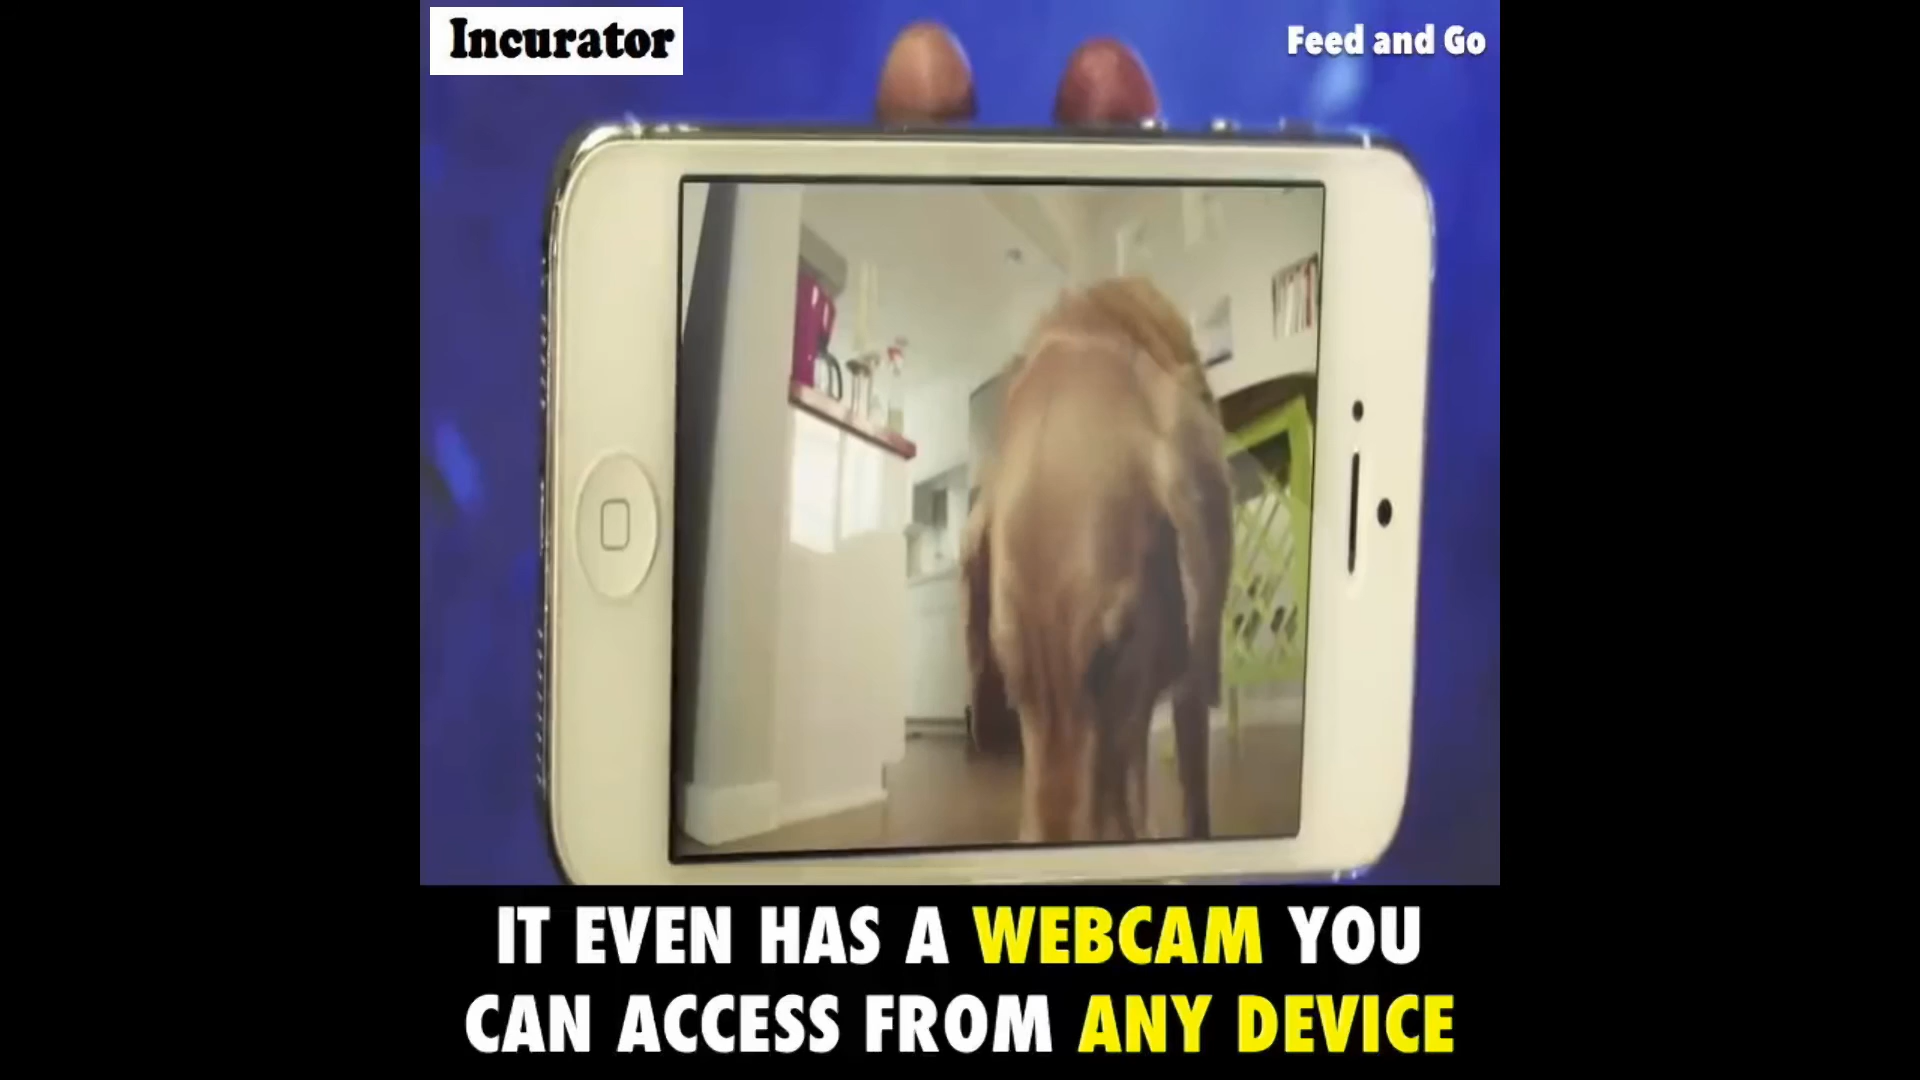 Incurator
Feed and Go
IT EVEN HAS A WEBCAM YOU
CAN ACCESS FROM ANY DEVICE